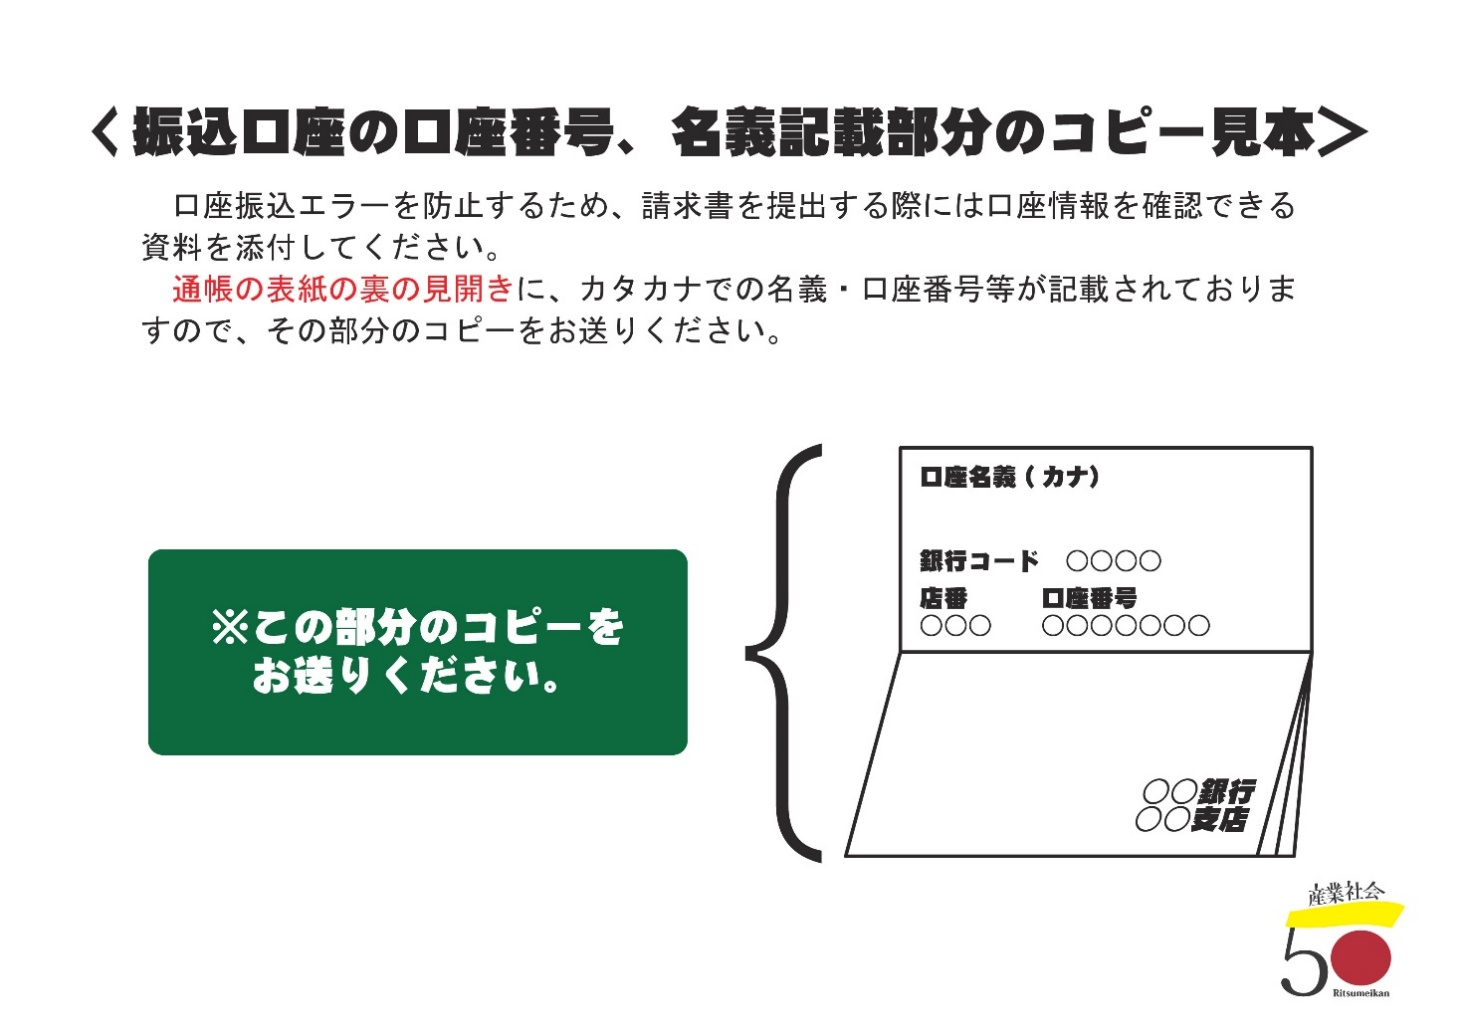 ＜振込口座の口座番号、名義記載部分のコピー見本＞
口座振込エラーを防止するため、請求書を提出する際には口座情報を確認できる
資料を添付してください。
通帳の表紙の裏の見開きに、カタカナでの名義・口座番号等が記載されておりま
すので、その部分のコピーをお送りください。
※この部分のコピーを
お送りください。
口座名義(カナ)
銀行コード ○○○○
店番 口座番号
○○○ ○○○○○○○
○○銀行
○○支店
産業社会
50
Ritsumeikan